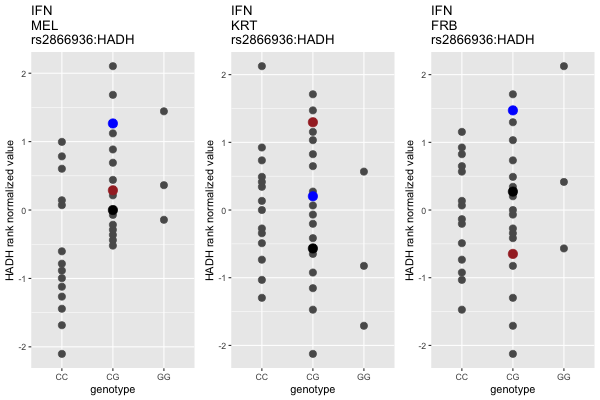 IFN
MEL
rs2866936:HADH
HADH rank normalized value
2
1
0
-1
-2
CC
CG
GG
genotype
IFN
KRT
rs2866936:HADH
HADH rank normalized value
2
1
0
-1
-2
CC
CG
GG
genotype
IFN
FRB
rs2866936:HADH
HADH rank normalized value
2
1
0
-1
-2
CC
CG
GG
genotype